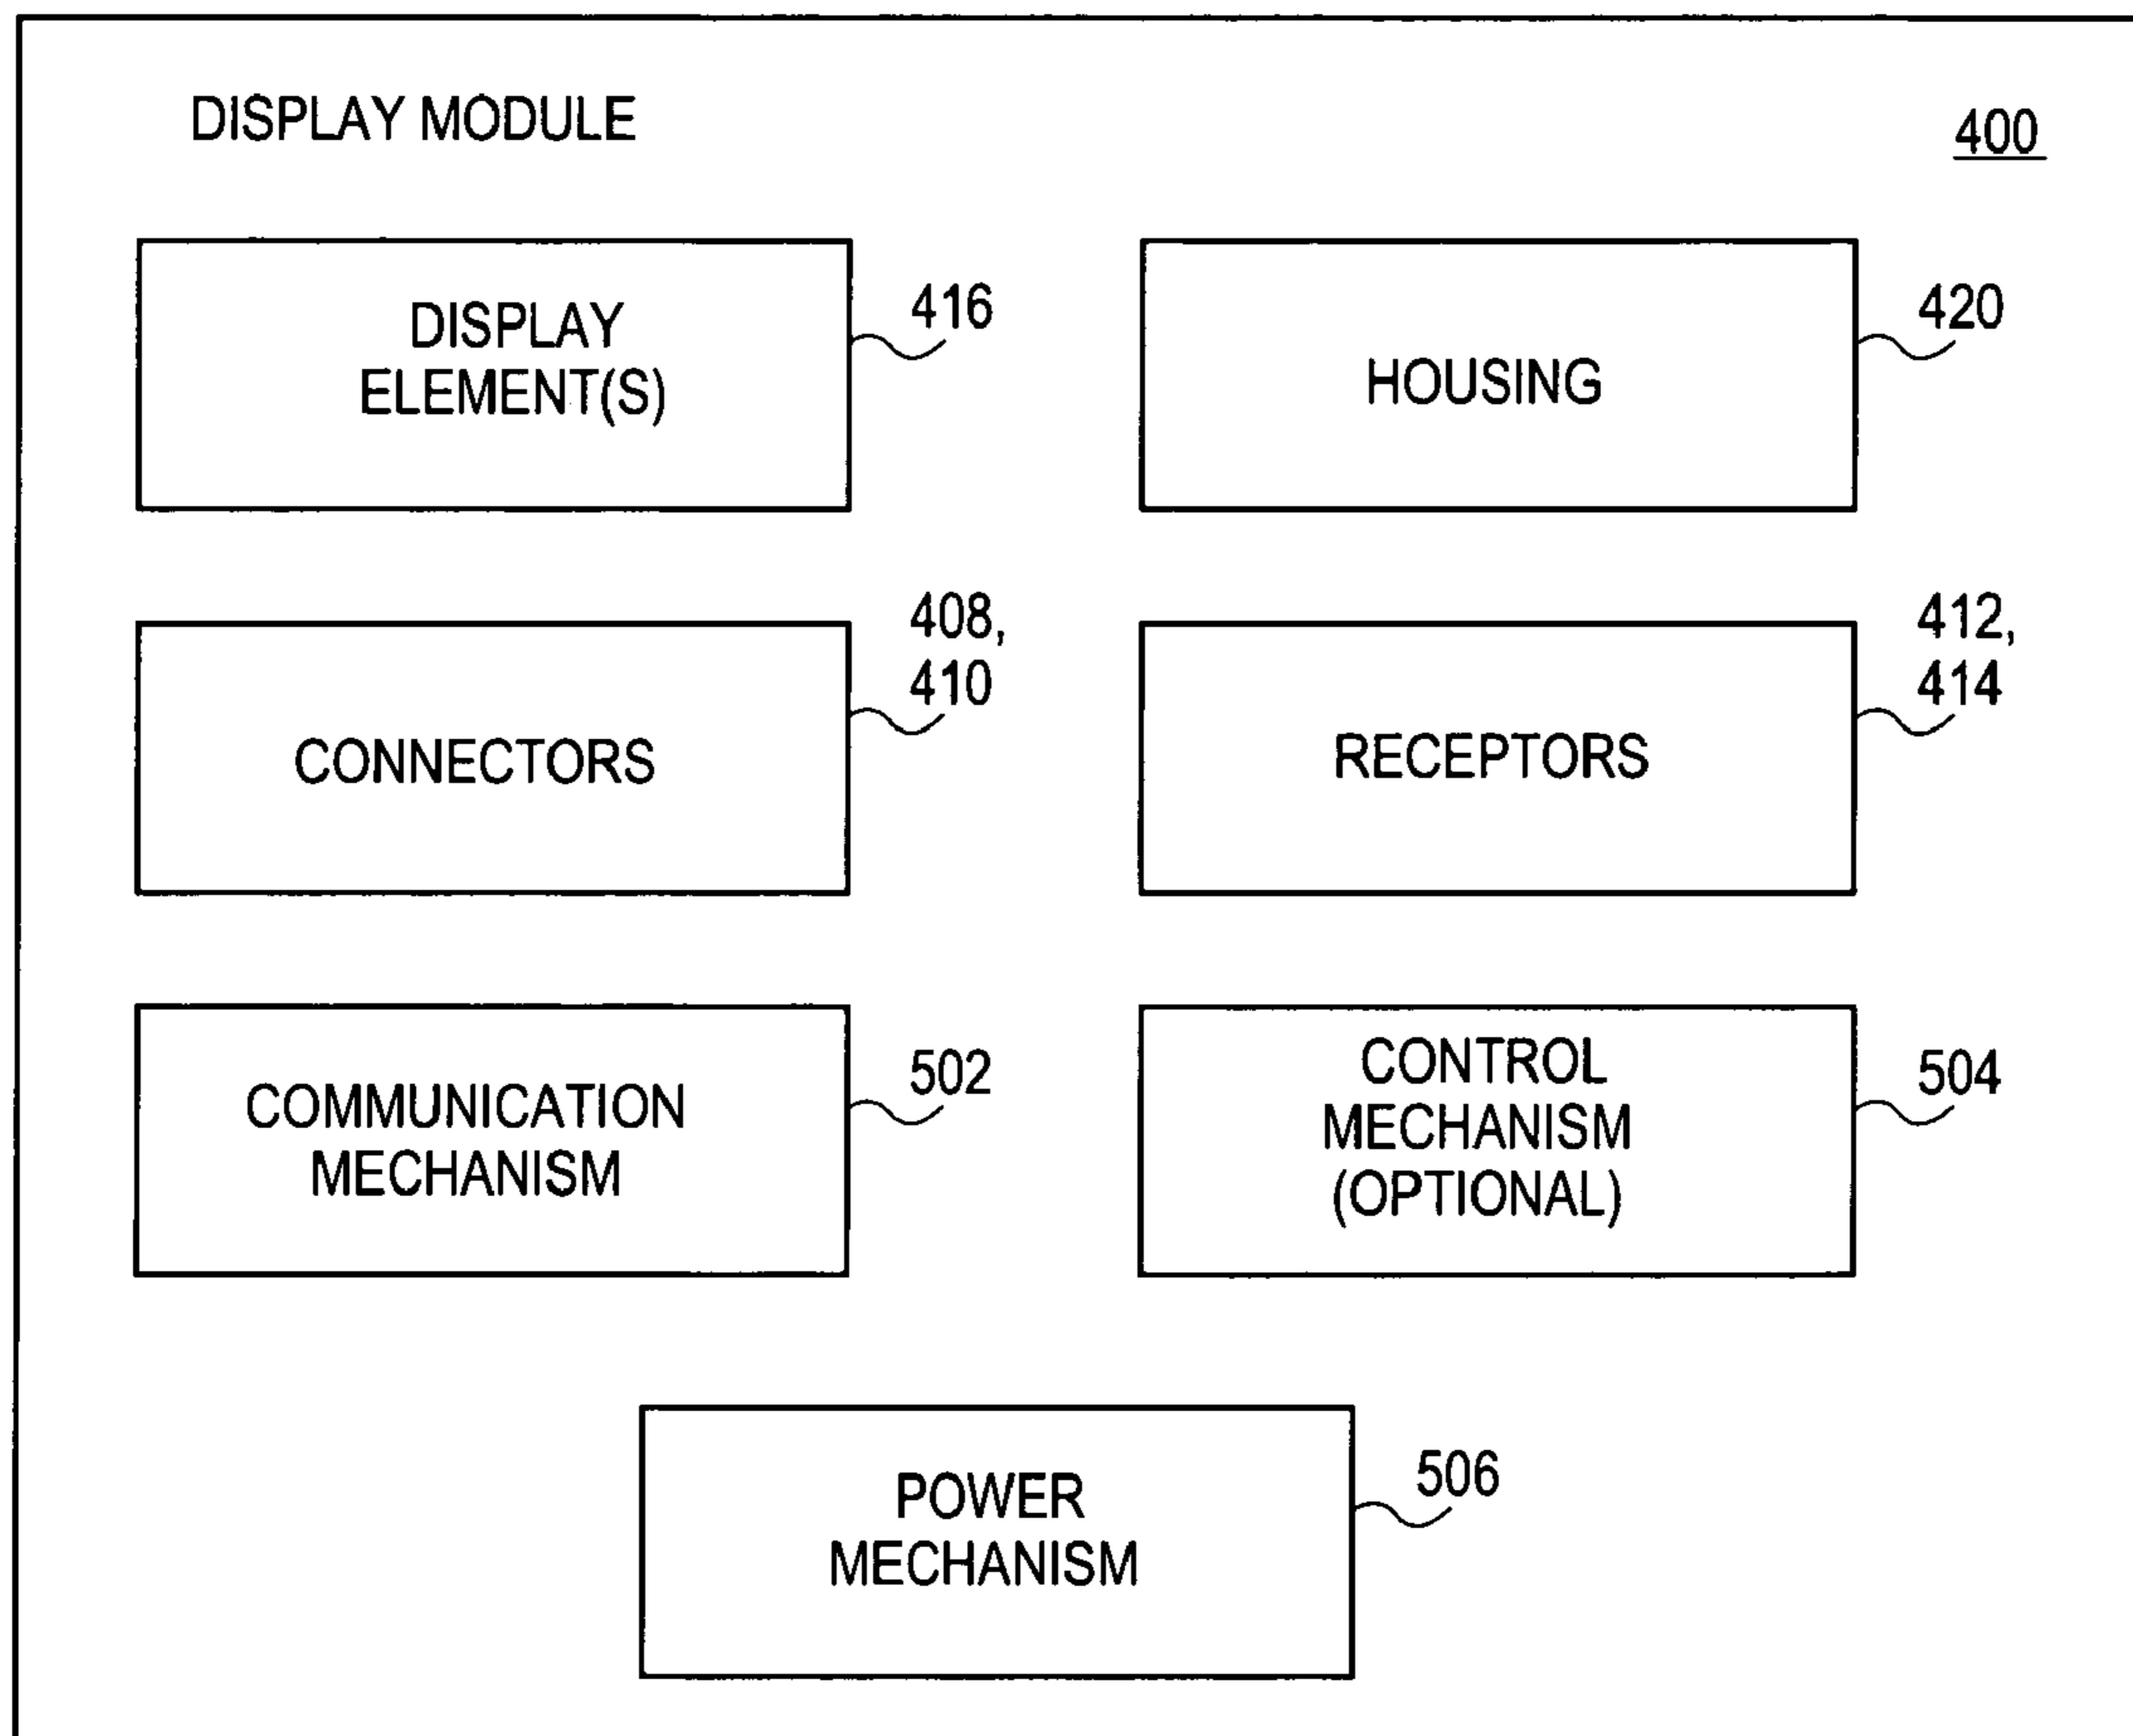 DISPLAY MODULE
400
DISPLAY
ELEMENT(S)
416
HOUSING
420
CONNECTORS
408,
410
RECEPTORS
412,
414
COMMUNICATION
MECHANISM
502
CONTROL
MECHANISM
(OPTIONAL)
504
POWER
MECHANISM
506